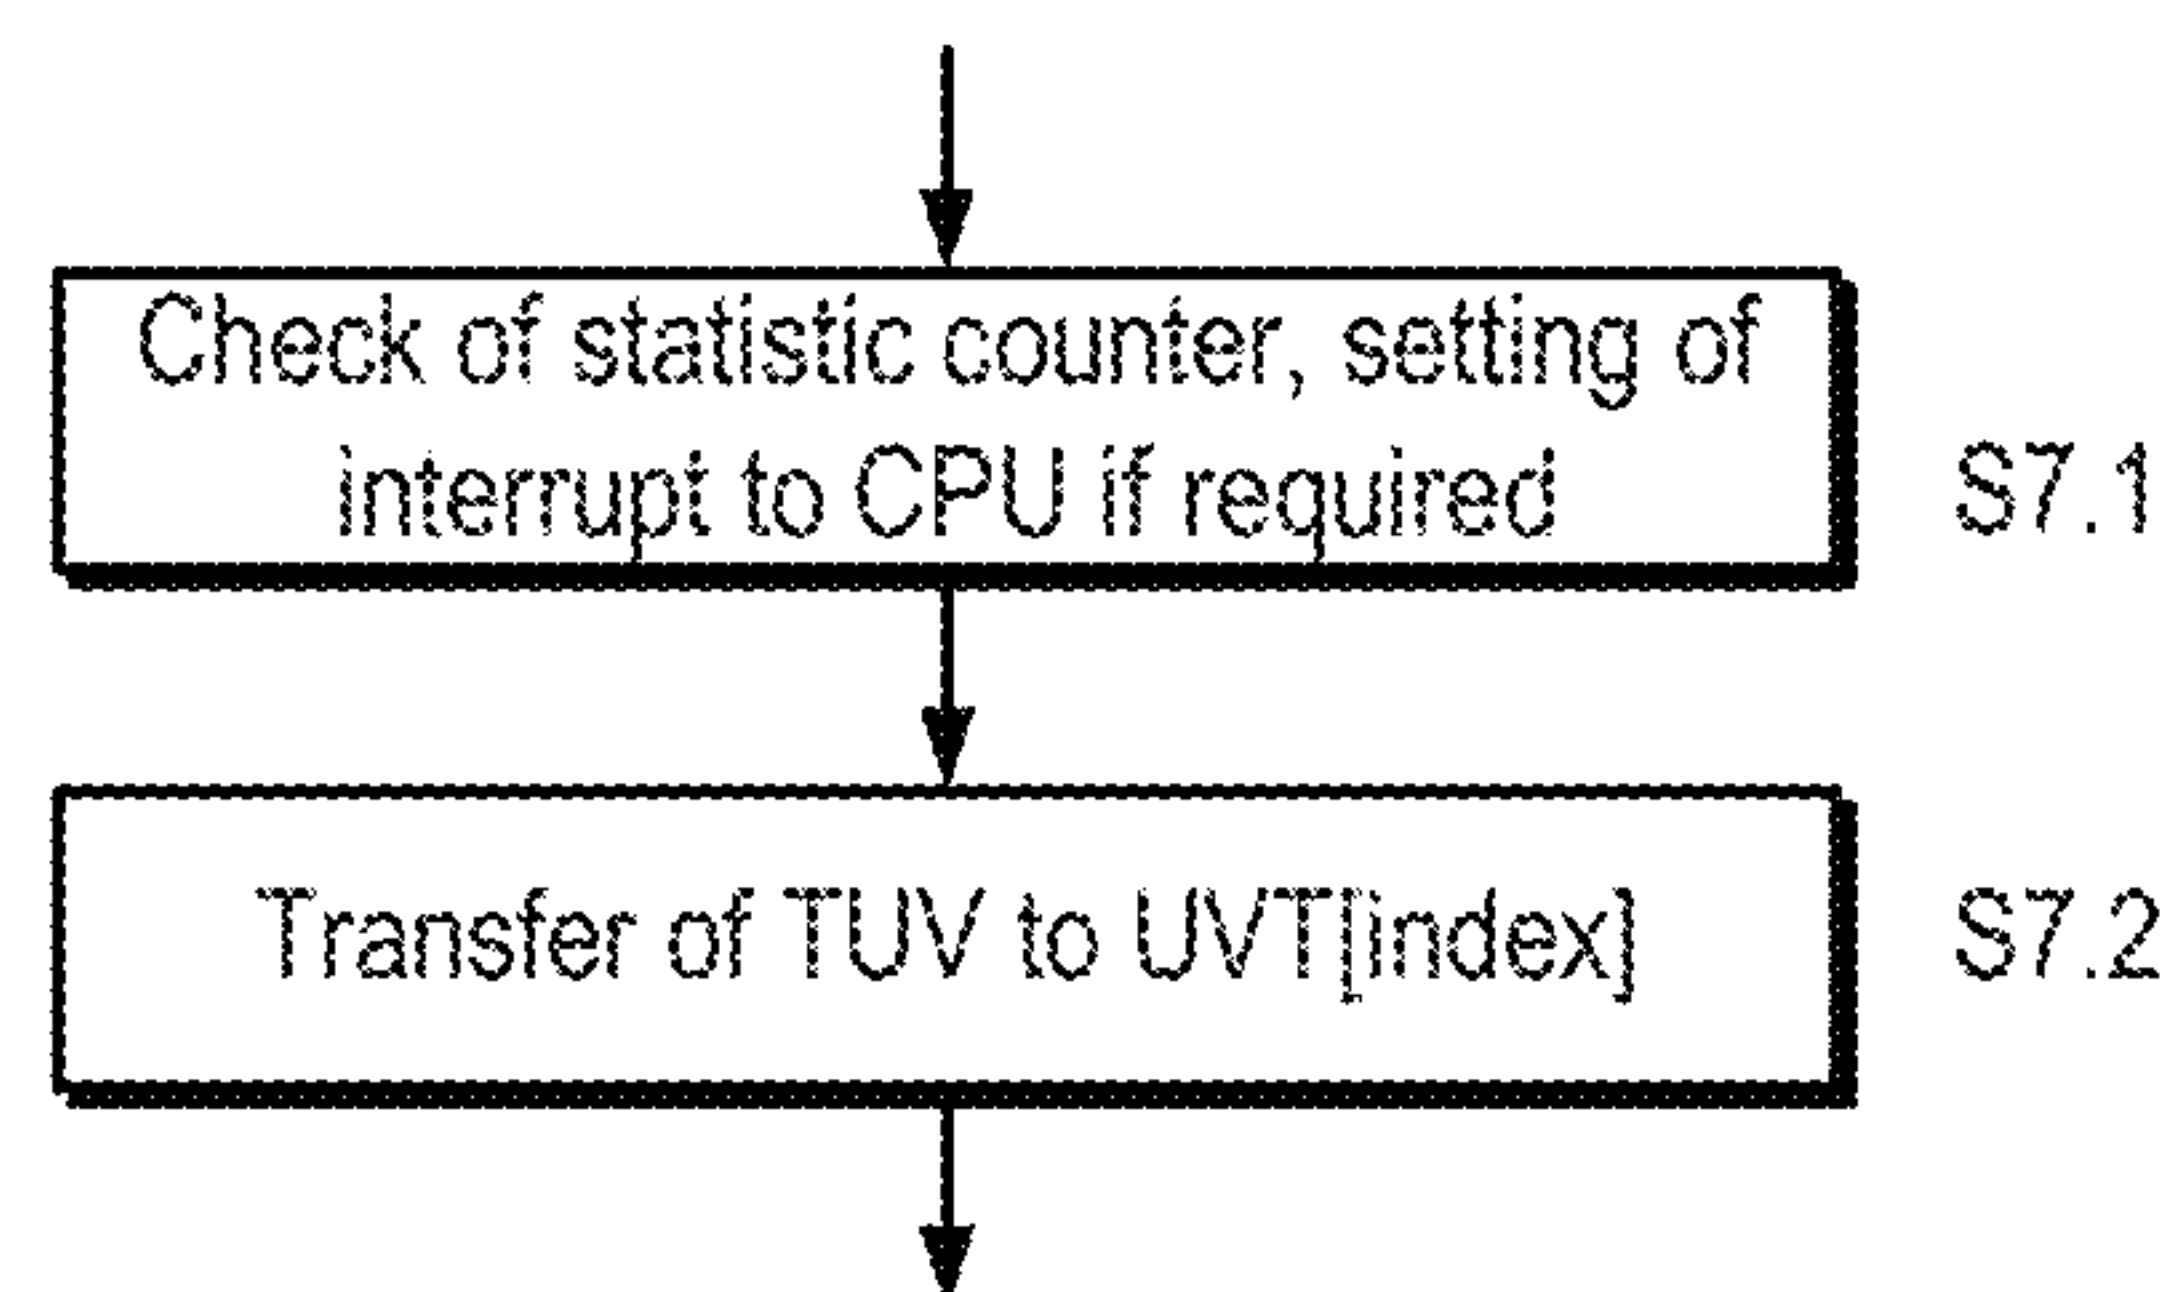 Check of statistic counter, setting of
interrupt to CPU if required
S7.1
Transfer of TUV to UVT[index]
S7.2